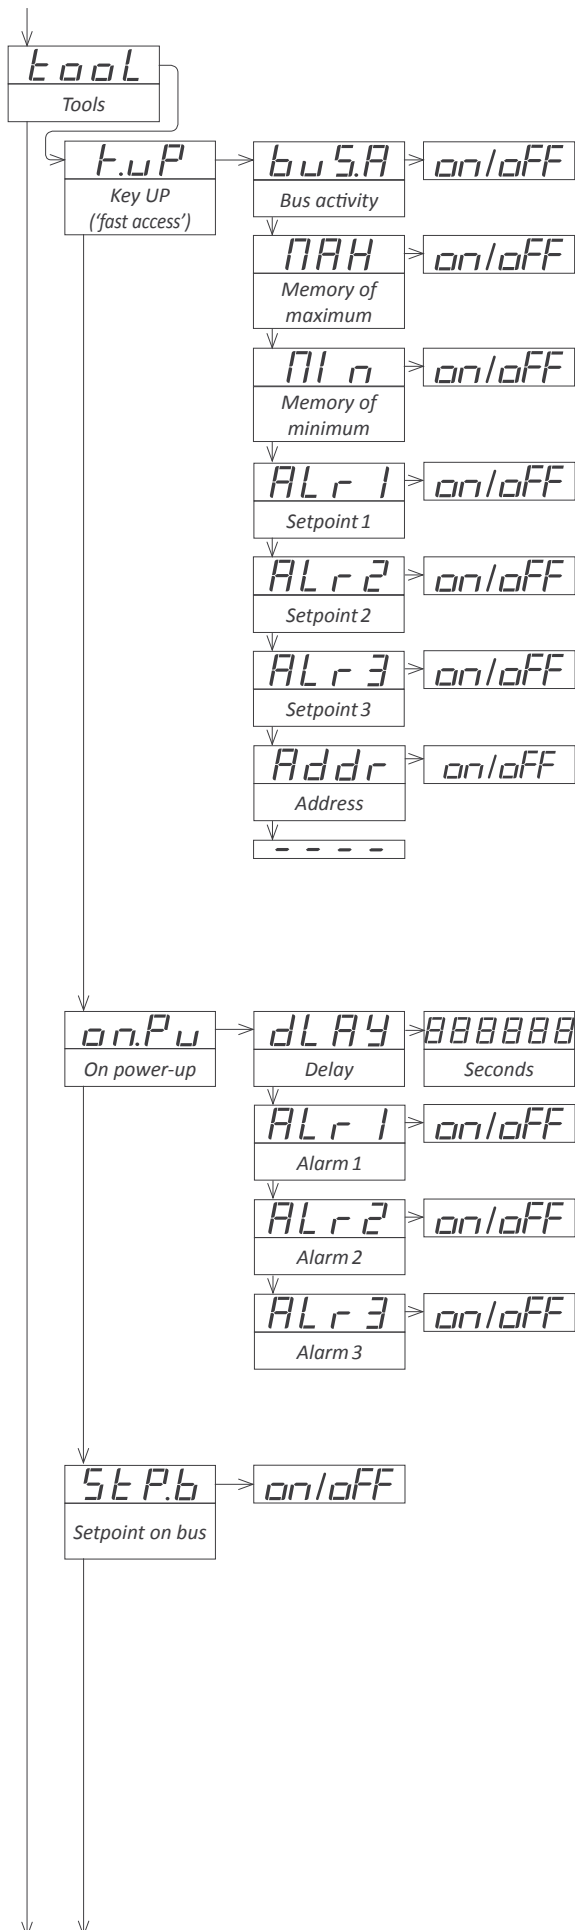 tool
Tools
K.uP
Key UP
('fast access')
buS.A
on/oFF
Bus activity
MAX
on/oFF
Memory of
maximum
MIn
on/oFF
Memory of
minimum
ALr1
on/oFF
Setpoint 1
ALr2
on/oFF
Setpoint 2
ALr3
on/oFF
Setpoint 3
Addr
on/oFF
Address
----
on.Pu
dLAY
888888
On power-up
Delay
Seconds
ALr1
on/oFF
Alarm 1
ALr2
on/oFF
Alarm 2
ALr3
on/oFF
Alarm 3
StP.b
on/oFF
Setpoint on bus